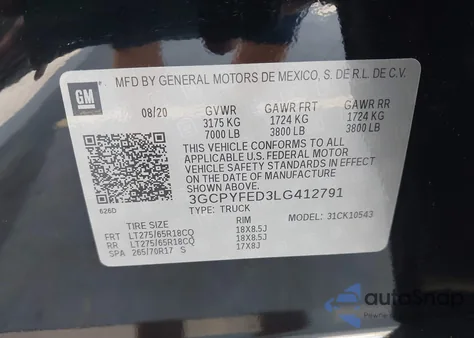 GM
MFD BY GENERAL MOTORS DE MEXICO, S. DE R.L. DE C.V.
08/20 GVWR GAWR FRT GAWR RR
3175 KG 1724 KG 1724 KG
7000 LB 3800 LB 3800 LB
THIS VEHICLE CONFORMS TO ALL
APPLICABLE U.S. FEDERAL MOTOR
VEHICLE SAFETY STANDARDS IN EFFECT
ON THE DATE OF MANUFACTURE
SHOWN ABOVE.
3GCPYFED3LG412791
626D TYPE: TRUCK MODEL: 31CK10543
TIRE SIZE RIM
FRT LT275/65R18CQ 18X8.5J
RR LT275/65R18CQ 18X8.5J
SPA 265/70R17 S 17X8J
autoSnap